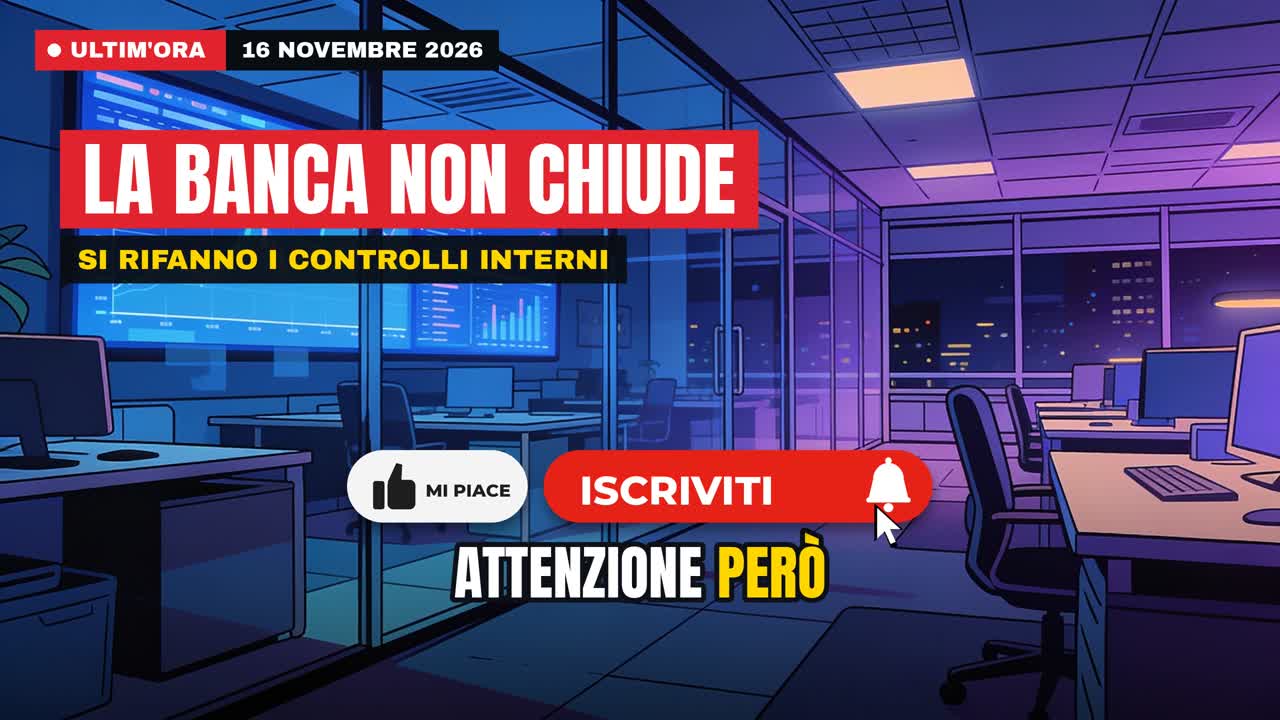 ULTIM'ORA 16 NOVEMBRE 2026
LA BANCA NON CHIUDE
SI RIFANNO I CONTROLLI INTERNI
MI PIACE ISCRIVITI
ATTENZIONE PERÒ